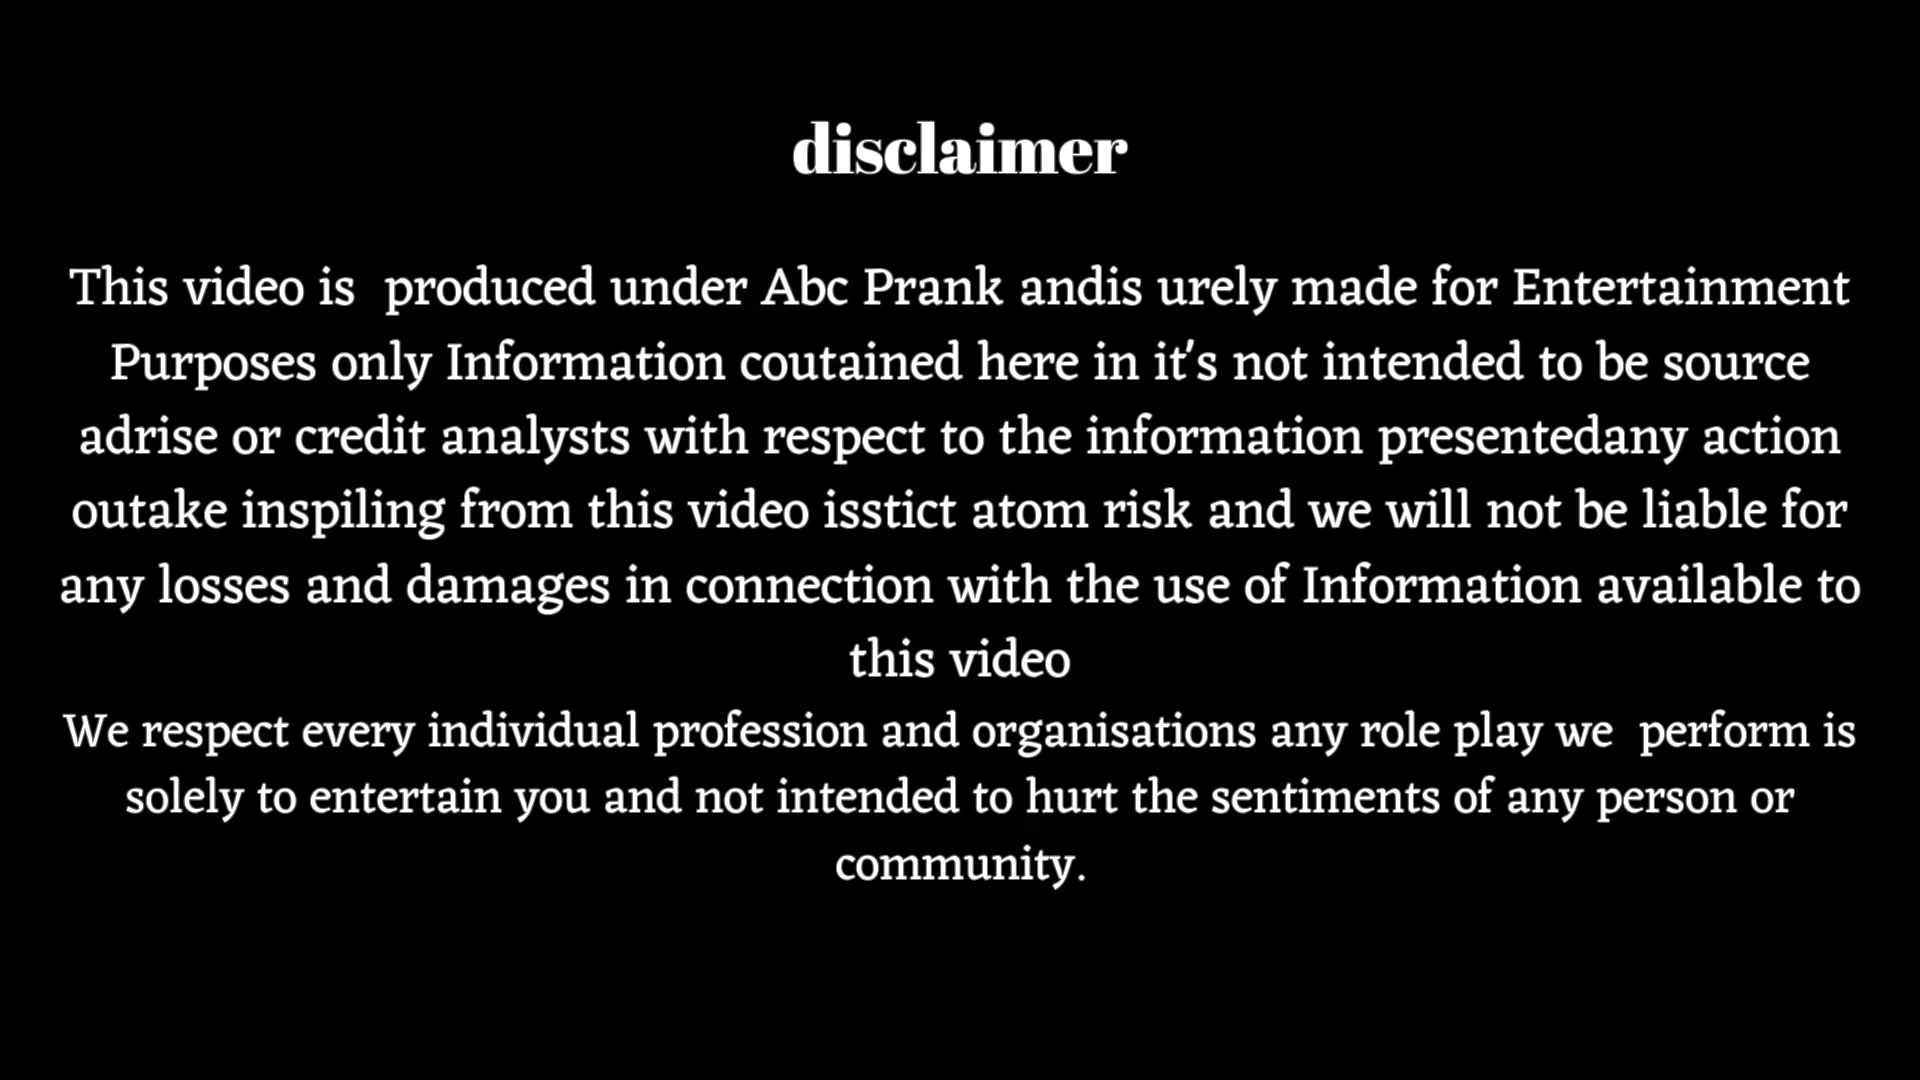 disclaimer
This video is  produced under Abc Prank andis urely made for Entertainment
Purposes only Information coutained here in it's not intended to be source
adrise or credit analysts with respect to the information presentedany action
outake inspiling from this video isstict atom risk and we will not be liable for
any losses and damages in connection with the use of Information available to
this video
We respect every individual profession and organisations any role play we  perform is
solely to entertain you and not intended to hurt the sentiments of any person or
community.